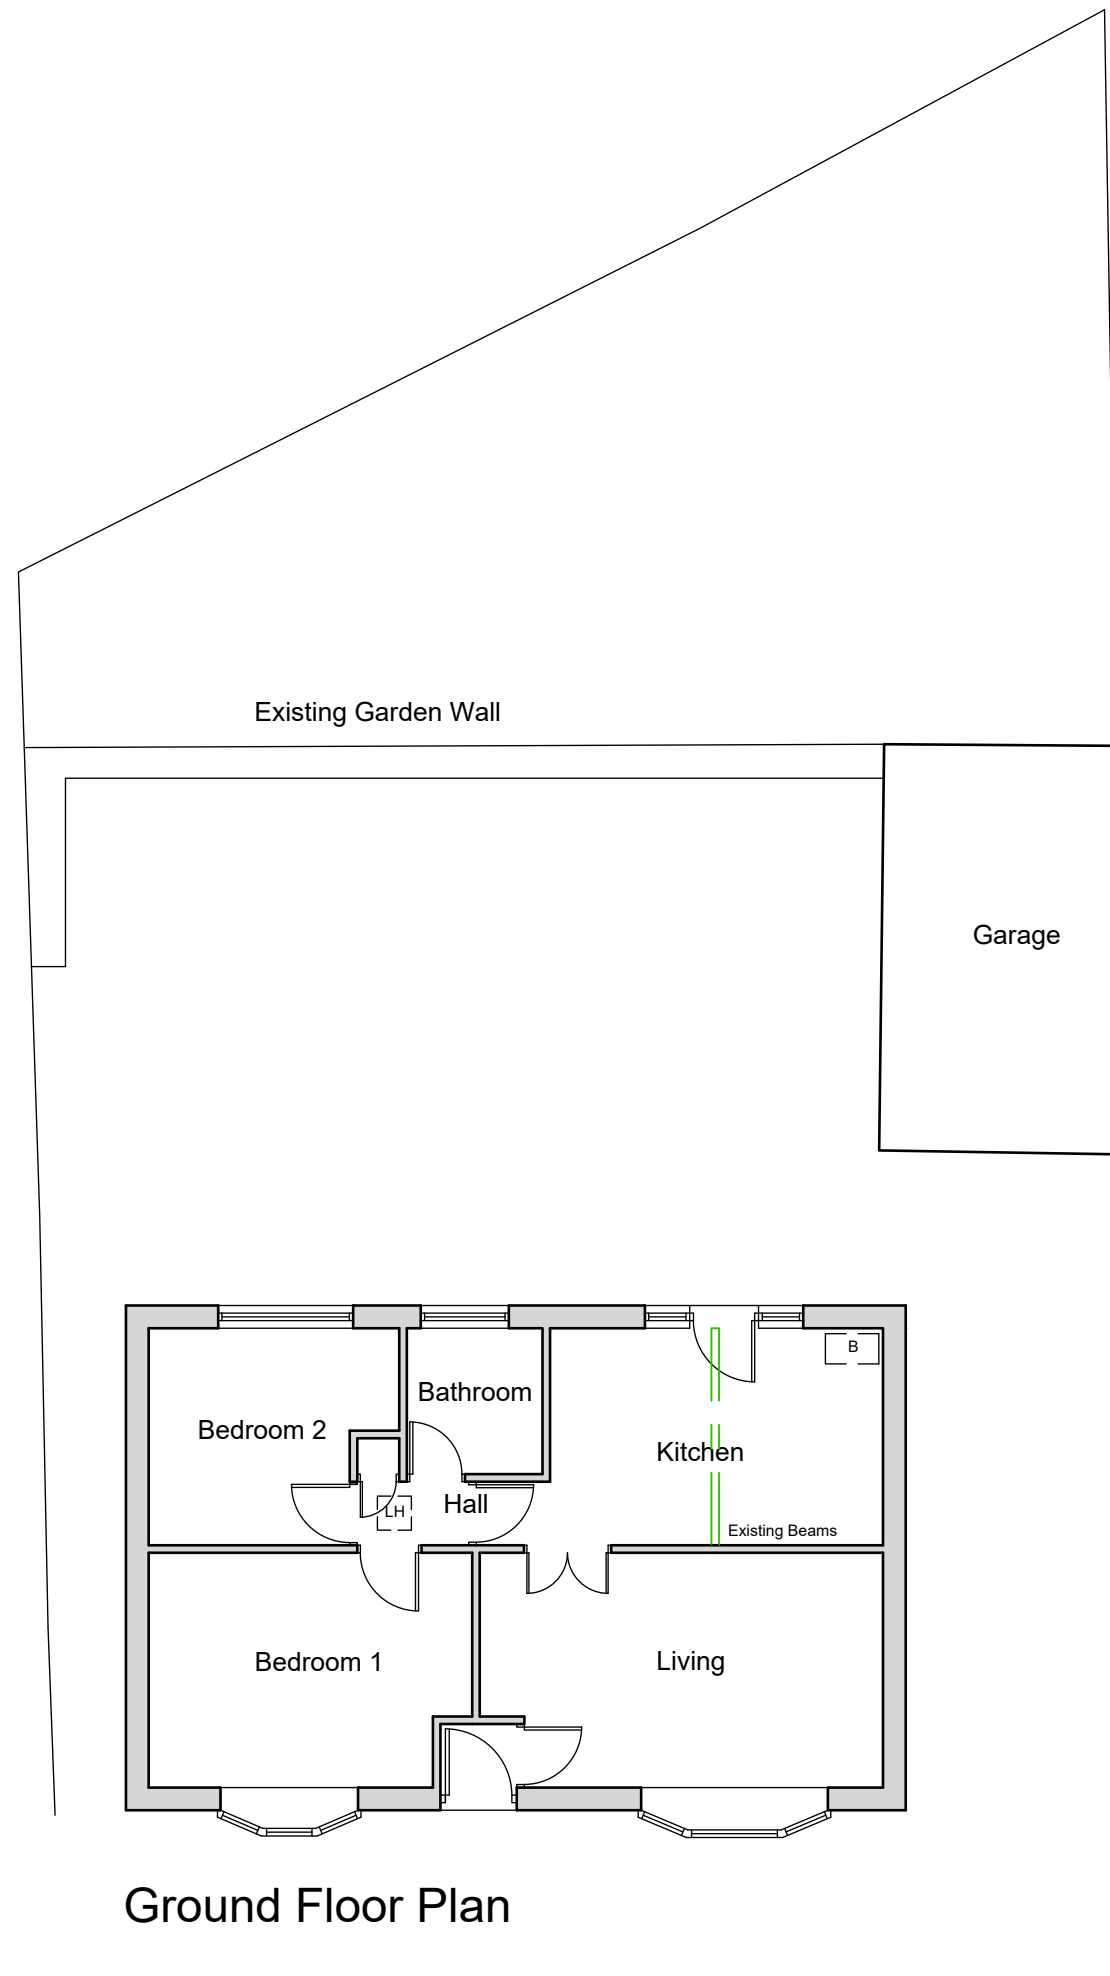 Existing Garden Wall
Garage
B
Bathroom
Bedroom 2
Kitchen
Hall
LH
Existing Beams
Bedroom 1
Living
Ground Floor Plan